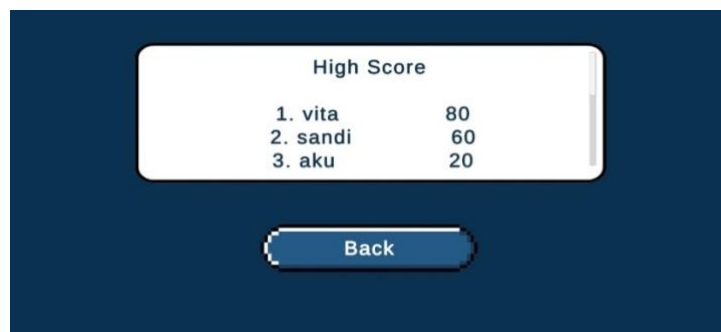 High Score
1. vita 80
2. sandi 60
3. aku 20
Back